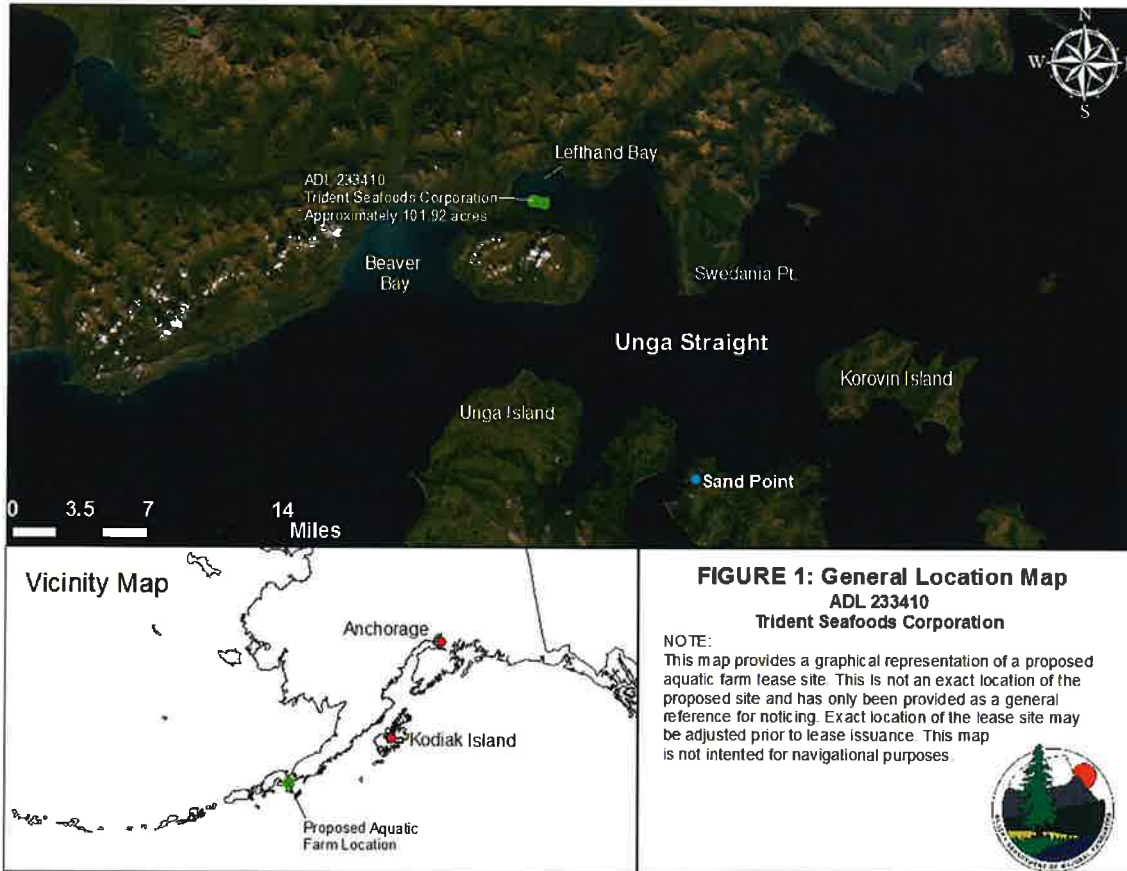 N
W
S
Lefthand Bay
ADL 233410
Trident Seafoods Corporation
Approximately 101.92 acres
Beaver
Bay
Swedania Pt.
Unga Straight
Korovin Island
Unga Island
Sand Point
0 3.5 7 14
Miles
Vicinity Map
Anchorage
Kodiak Island
Proposed Aquatic
Farm Location
FIGURE 1: General Location Map
ADL 233410
Trident Seafoods Corporation
NOTE:
This map provides a graphical representation of a proposed
aquatic farm lease site. This is not an exact location of the
proposed site and has only been provided as a general
reference for noticing. Exact location of the lease site may
be adjusted prior to lease issuance. This map
is not intented for navigational purposes.
ALASKA DEPARTMENT OF NATURAL RESOURCES